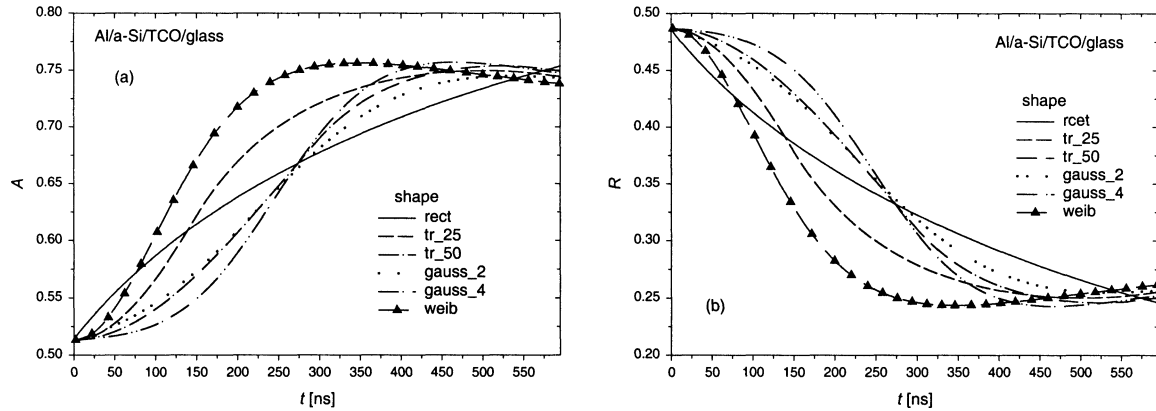 Al/a-Si/TCO/glass
(a)
A
0.80
0.75
0.70
0.65
0.60
0.55
0.50
shape
rect
tr_25
tr_50
gauss_2
gauss_4
weib
0 50 100 150 200 250 300 350 400 450 500 550
t [ns]
Al/a-Si/TCO/glass
(b)
R
0.50
0.45
0.40
0.35
0.30
0.25
0.20
shape
rcet
tr_25
tr_50
gauss_2
gauss_4
weib
0 50 100 150 200 250 300 350 400 450 500 550
t [ns]